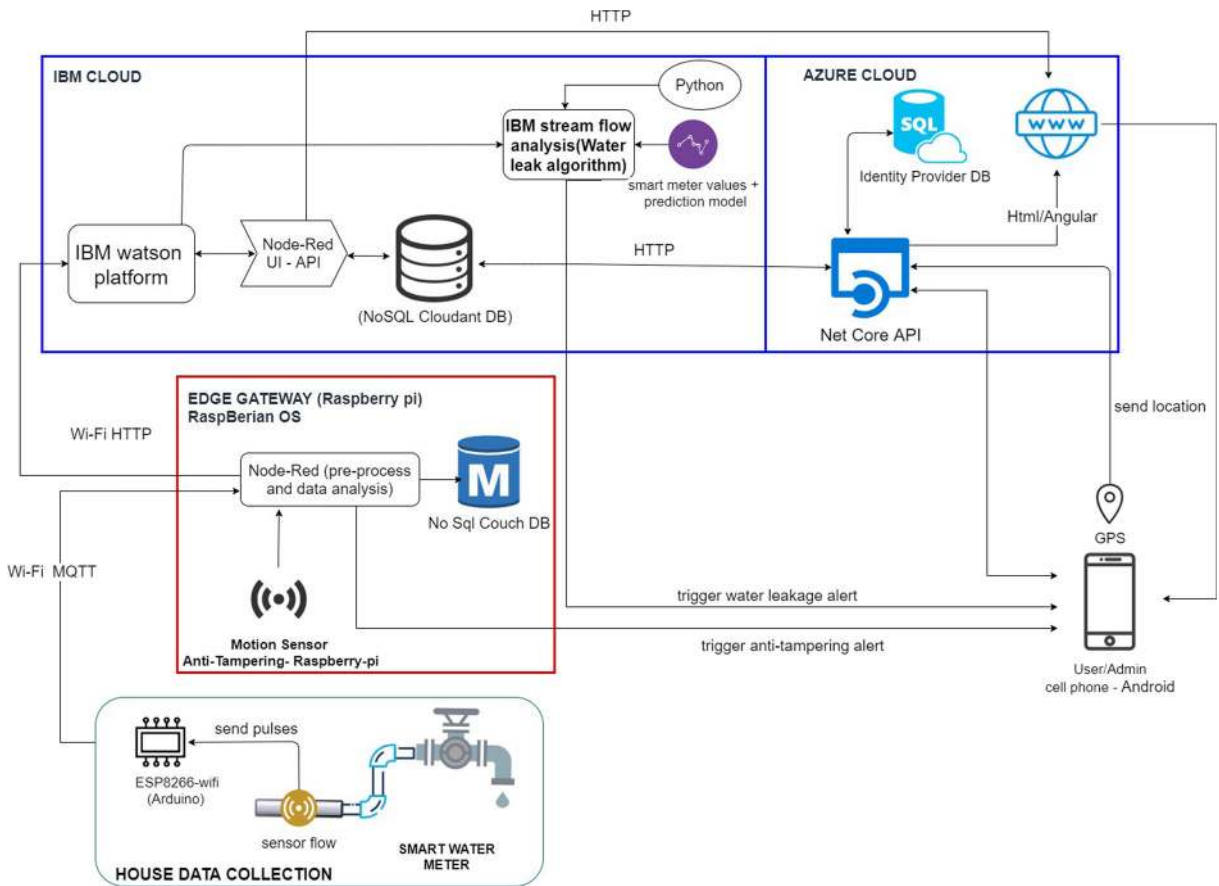 HTTP
IBM CLOUD
AZURE CLOUD
Python
SQL
WWW
IBM stream flow
analysis(Water
leak algorithm)
Identity Provider DB
smart meter values +
prediction model
Html/Angular
IBM watson
platform
Node-Red
UI - API
HTTP
(NoSQL Cloudant DB)
Net Core API
EDGE GATEWAY (Raspberry pi)
RaspBerian OS
send location
Wi-Fi HTTP
Node-Red (pre-process
and data analysis)
M
No Sql Couch DB
GPS
Wi-Fi MQTT
trigger water leakage alert
Motion Sensor
Anti-Tampering- Raspberry-pi
trigger anti-tampering alert
User/Admin
cell phone - Android
send pulses
ESP8266-wifi
(Arduino)
sensor flow
SMART WATER
METER
HOUSE DATA COLLECTION